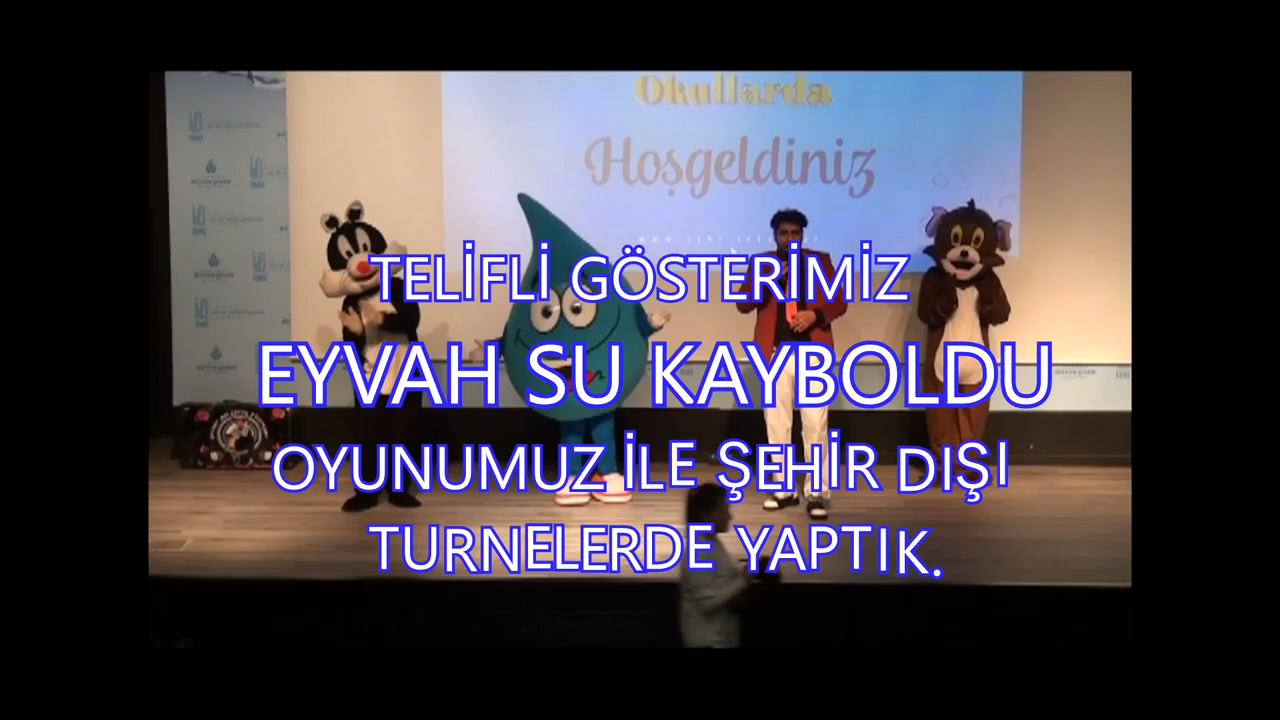 Okullarda
Hoşgeldiniz
TELİFLİ GÖSTERİMİZ
EYVAH SU KAYBOLDU
OYUNUMUZ İLE ŞEHİR DIŞI
TURNELERDE YAPTIK.